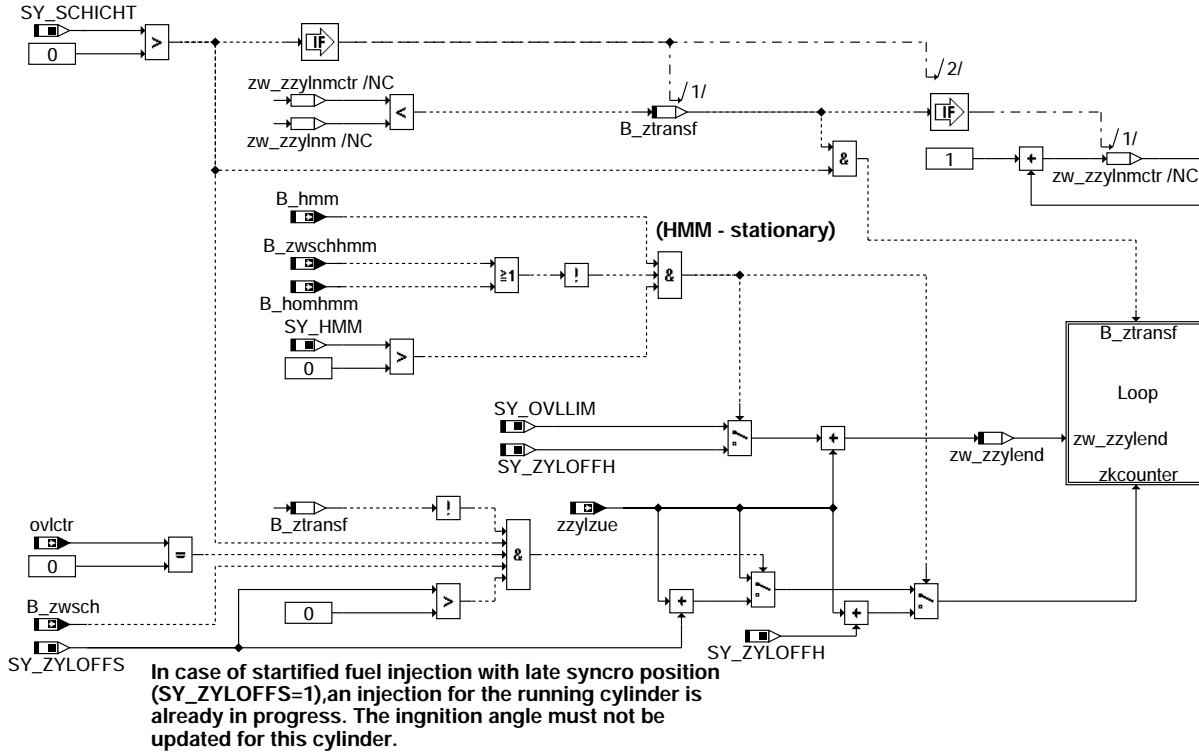 SY_SCHICHT
0
>
IF
/2/
zw_zzylnmctr /NC
<
/1/
IF
zw_zzylnm /NC
B_ztransf
/1/
&
1
+
zw_zzylnmctr /NC
B_hmm
(HMM - stationary)
B_zwschhmm
≥1
!
&
B_homhmm
SY_HMM
>
0
B_ztransf
Loop
SY_OVLLIM
+
zw_zzylend
SY_ZYLOFFH
zw_zzylend
zkcounter
B_ztransf
!
zzylzue
ovlctr
=
&
0
B_zwsch
0
>
+
+
SY_ZYLOFFH
SY_ZYLOFFS
In case of startified fuel injection with late syncro position
(SY_ZYLOFFS=1),an injection for the running cylinder is
already in progress. The ingnition angle must not be
updated for this cylinder.